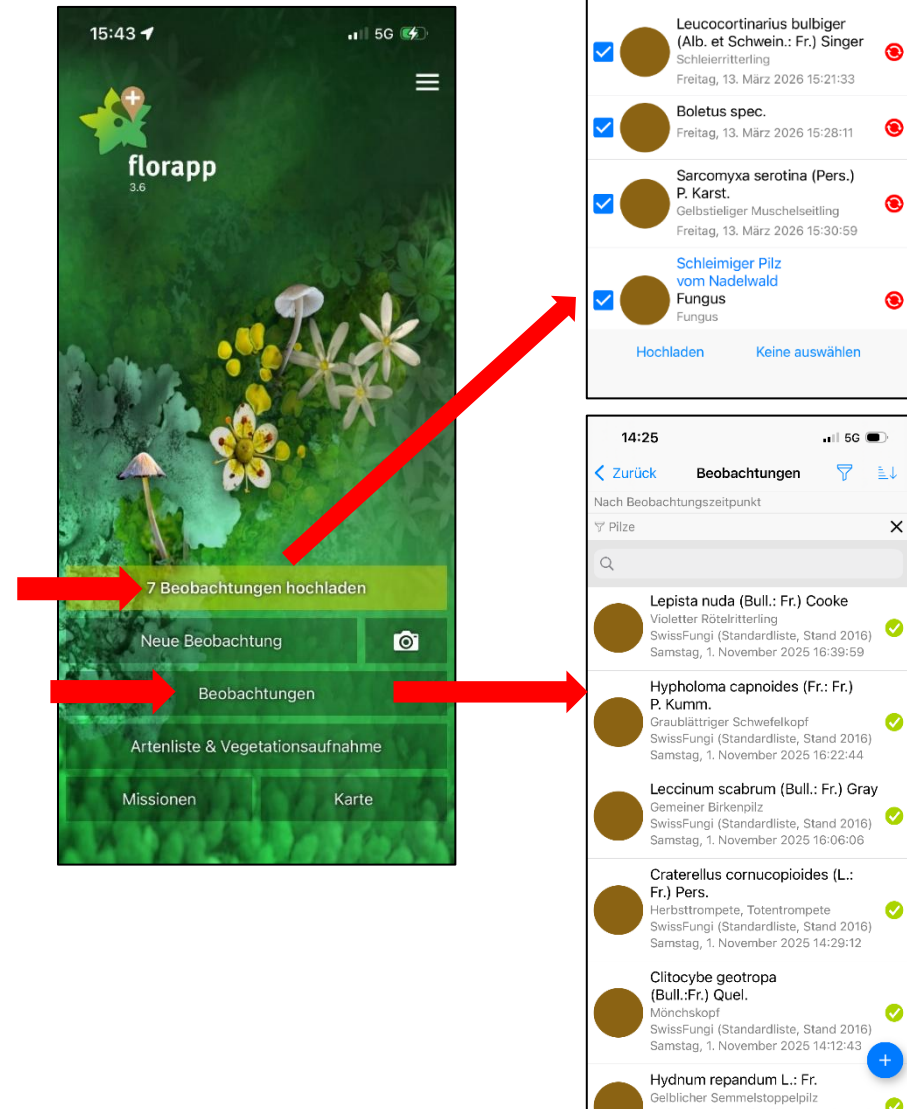 15:43
5G
florapp
3.6
7 Beobachtungen hochladen
Neue Beobachtung
Beobachtungen
Artenliste & Vegetationsaufnahme
Missionen
Karte
Leucocortinarius bulbiger
(Alb. et Schwein.: Fr.) Singer
Schleierritterling
Freitag, 13. März 2026 15:21:33
Boletus spec.
Freitag, 13. März 2026 15:28:11
Sarcomyxa serotina (Pers.)
P. Karst.
Gelbstieliger Muschelseitling
Freitag, 13. März 2026 15:30:59
Schleimiger Pilz
vom Nadelwald
Fungus
Fungus
Hochladen
Keine auswählen
14:25
5G
Zurück
Beobachtungen
Nach Beobachtungszeitpunkt
Pilze
Lepista nuda (Bull.: Fr.) Cooke
Violetter Rötelritterling
SwissFungi (Standardliste, Stand 2016)
Samstag, 1. November 2025 16:39:59
Hypholoma capnoides (Fr.: Fr.)
P. Kumm.
Graublättriger Schwefelkopf
SwissFungi (Standardliste, Stand 2016)
Samstag, 1. November 2025 16:22:44
Leccinum scabrum (Bull.: Fr.) Gray
Gemeiner Birkenpilz
SwissFungi (Standardliste, Stand 2016)
Samstag, 1. November 2025 16:06:06
Craterellus cornucopioides (L.:
Fr.) Pers.
Herbsttrompete, Totentrompete
SwissFungi (Standardliste, Stand 2016)
Samstag, 1. November 2025 14:29:12
Clitocybe geotropa
(Bull.:Fr.) Quel.
Mönchskopf
SwissFungi (Standardliste, Stand 2016)
Samstag, 1. November 2025 14:12:43
Hydnum repandum L.: Fr.
Gelblicher Semmelstoppelpilz